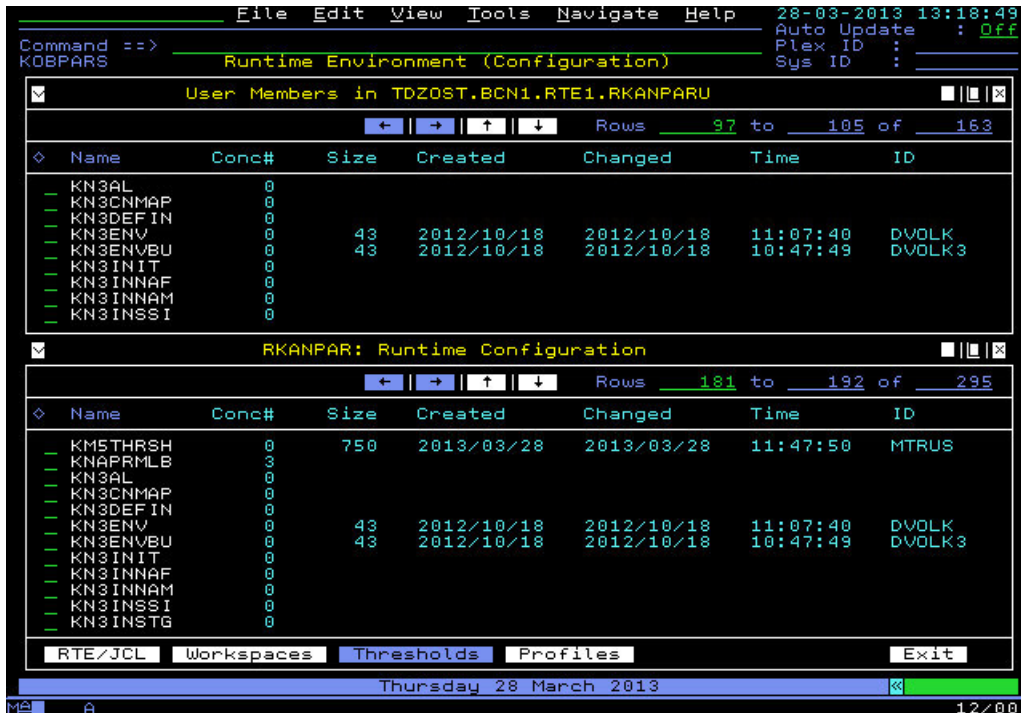 File Edit View Tools Navigate Help 28-03-2013 13:18:49
Auto Update : Off
Command ==> Plex ID :
KOBPARS Runtime Environment (Configuration) Sys ID :
User Members in TDZOST.BCN1.RTE1.RKANPARU
← | → | ↑ | ↓ Rows 97 to 105 of 163
◇ Name Conc# Size Created Changed Time ID
_ KN3AL 0
_ KN3CNMAP 0
_ KN3DEFIN 0
_ KN3ENV 0 43 2012/10/18 2012/10/18 11:07:40 DVOLK
_ KN3ENVBU 0 43 2012/10/18 2012/10/18 10:47:49 DVOLK3
_ KN3INIT 0
_ KN3INNAF 0
_ KN3INNAM 0
_ KN3INSSI 0
RKANPAR: Runtime Configuration
← | → | ↑ | ↓ Rows 181 to 192 of 295
◇ Name Conc# Size Created Changed Time ID
_ KM5THRSH 0 750 2013/03/28 2013/03/28 11:47:50 MTRUS
_ KNAPRMLB 3
_ KN3AL 0
_ KN3CNMAP 0
_ KN3DEFIN 0
_ KN3ENV 0 43 2012/10/18 2012/10/18 11:07:40 DVOLK
_ KN3ENVBU 0 43 2012/10/18 2012/10/18 10:47:49 DVOLK3
_ KN3INIT 0
_ KN3INNAF 0
_ KN3INNAM 0
_ KN3INSSI 0
_ KN3INSTG 0
RTE/JCL Workspaces Thresholds Profiles Exit
Thursday 28 March 2013 «
MA A 12/00